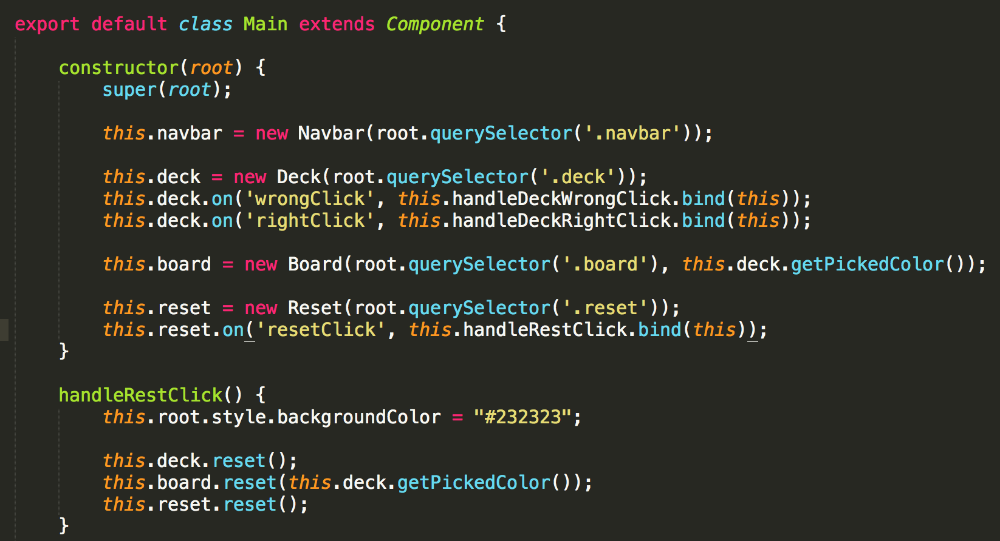 export default class Main extends Component {
constructor(root) {
super(root);
this.navbar = new Navbar(root.querySelector('.navbar'));
this.deck = new Deck(root.querySelector('.deck'));
this.deck.on('wrongClick', this.handleDeckWrongClick.bind(this));
this.deck.on('rightClick', this.handleDeckRightClick.bind(this));
this.board = new Board(root.querySelector('.board'), this.deck.getPickedColor());
this.reset = new Reset(root.querySelector('.reset'));
this.reset.on('resetClick', this.handleRestClick.bind(this));
}
handleRestClick() {
this.root.style.backgroundColor = "#232323";
this.deck.reset();
this.board.reset(this.deck.getPickedColor());
this.reset.reset();
}